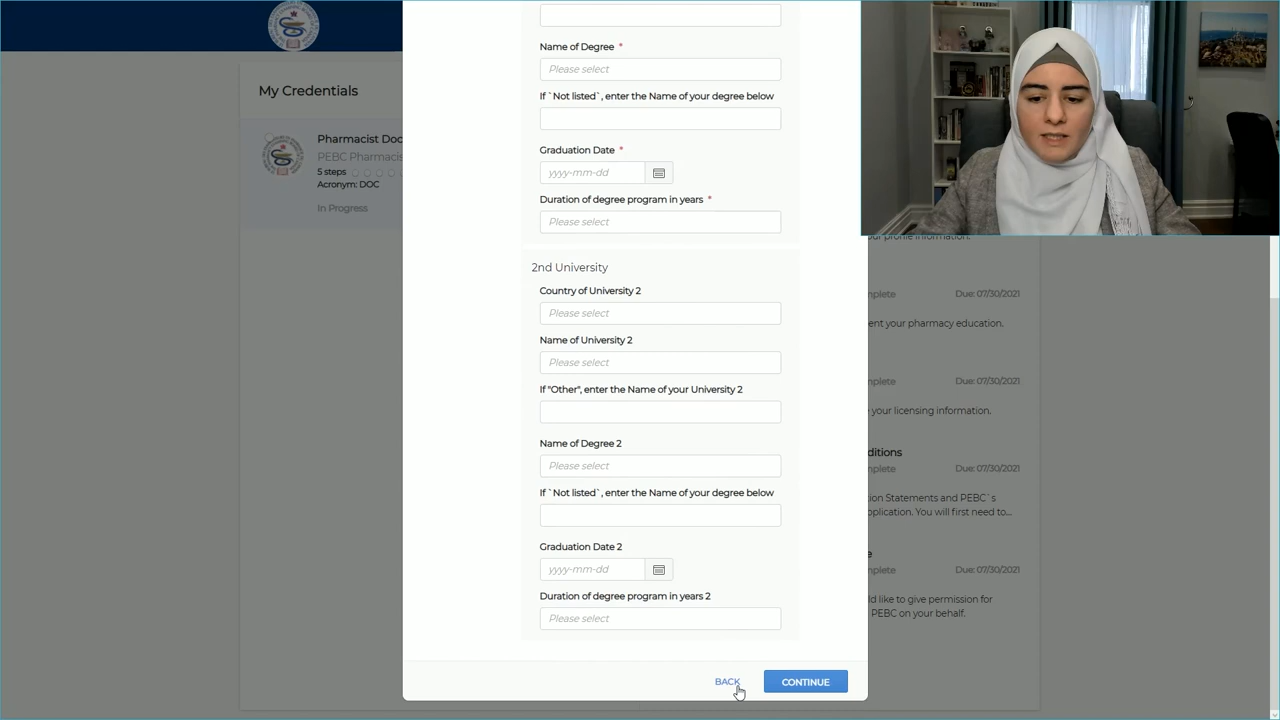 My Credentials
Pharmacist Doc
PEBC Pharmacis
5 steps
Acronym: DOC
In Progress
Name of Degree *
Please select
If `Not listed`, enter the Name of your degree below
Graduation Date *
yyyy-mm-dd
Duration of degree program in years *
Please select
2nd University
Country of University 2
Please select
Name of University 2
Please select
If "Other", enter the Name of your University 2
Name of Degree 2
Please select
If `Not listed`, enter the Name of your degree below
Graduation Date 2
yyyy-mm-dd
Duration of degree program in years 2
Please select
BACK
CONTINUE
our profile information.
mplete Due: 07/30/2021
ent your pharmacy education.
mplete Due: 07/30/2021
e your licensing information.
ditions
mplete Due: 07/30/2021
tion Statements and PEBC`s
pplication. You will first need to...
e
mplete Due: 07/30/2021
ld like to give permission for
PEBC on your behalf.